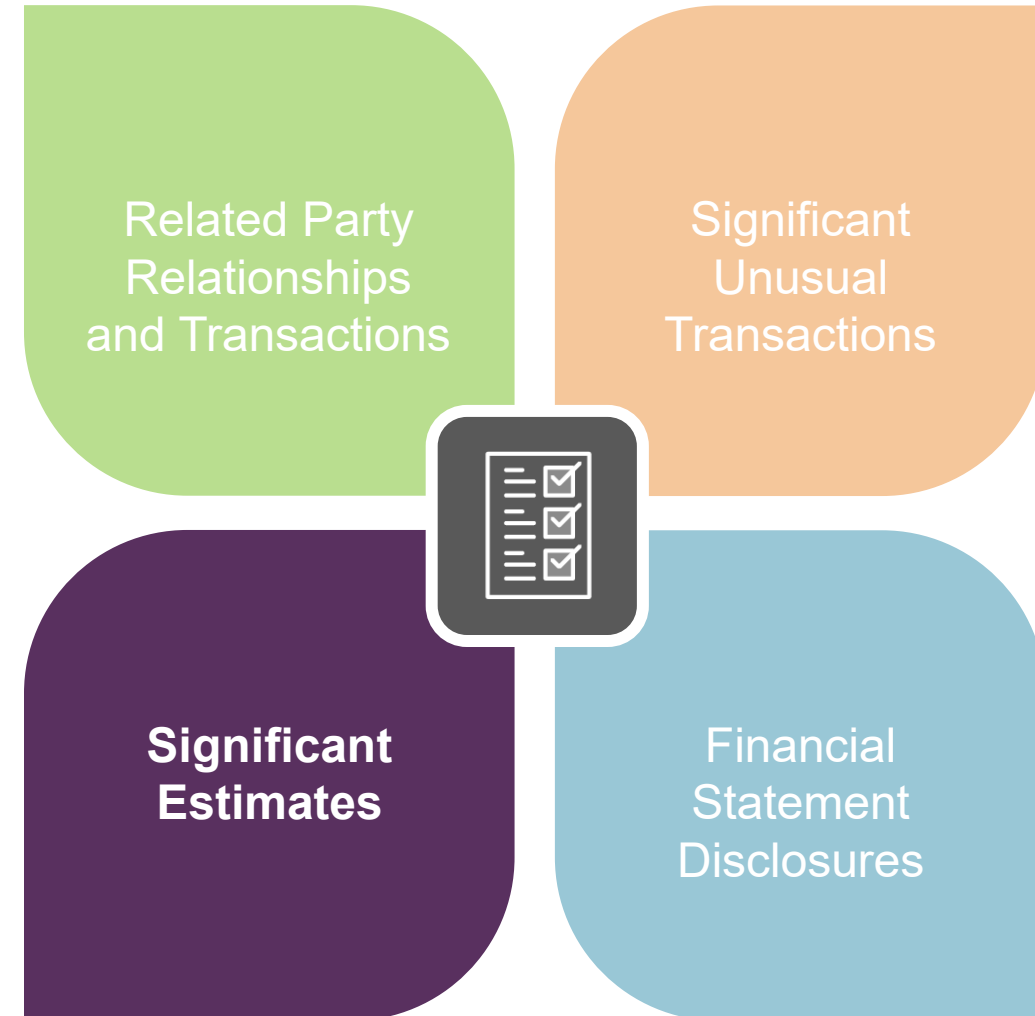 Related Party
Relationships
and Transactions
Significant
Unusual
Transactions
Significant
Estimates
Financial
Statement
Disclosures